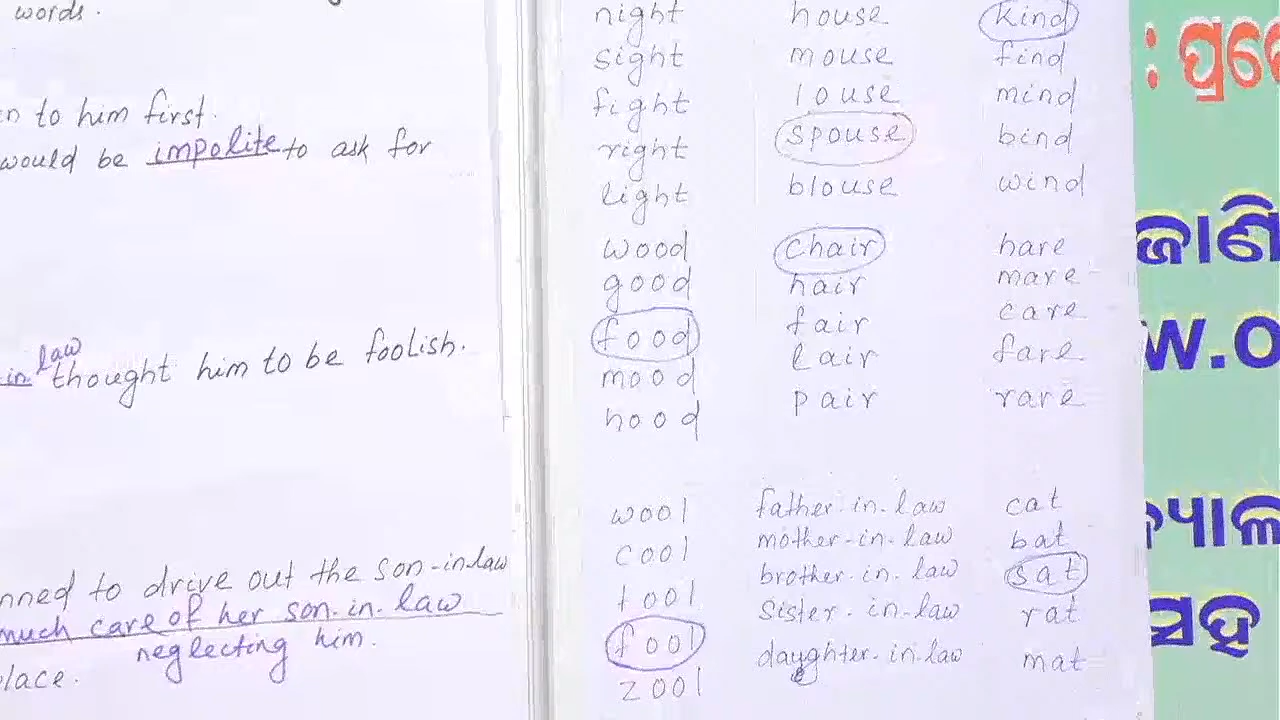 words.
n to him first.
would be impolite to ask for
in law thought him to be foolish.
nned to drive out the son-in-law
much care of her son-in-law
neglecting him.
lace.
night house kind
sight mouse find
fight louse mind
right spouse bind
light blouse wind
wood chair hare
good hair mare
food fair care
mood lair fare
hood pair rare
wool father-in-law cat
cool mother-in-law bat
tool brother-in-law sat
fool sister-in-law rat
zool daughter-in-law mat
: ପ୍ର
ଜାଣି
W.O
ସହ